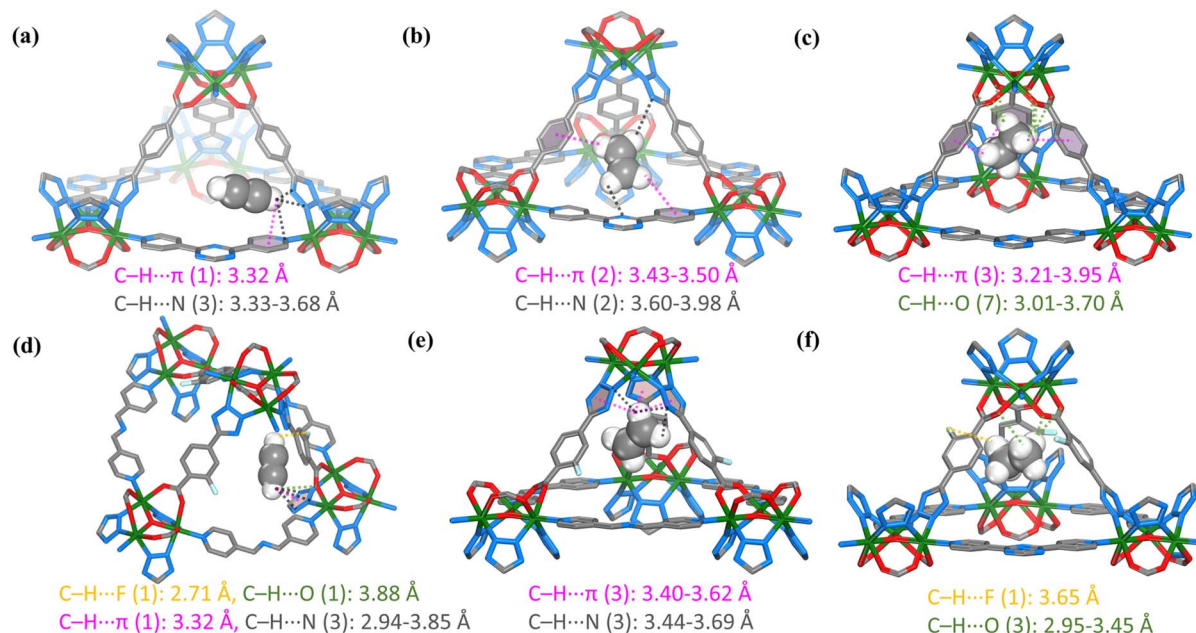 (a)
(b)
(c)
C–H···π (1): 3.32 Å
C–H···N (3): 3.33-3.68 Å
C–H···π (2): 3.43-3.50 Å
C–H···N (2): 3.60-3.98 Å
C–H···π (3): 3.21-3.95 Å
C–H···O (7): 3.01-3.70 Å
(d)
(e)
(f)
C–H···F (1): 2.71 Å, C–H···O (1): 3.88 Å
C–H···π (1): 3.32 Å, C–H···N (3): 2.94-3.85 Å
C–H···π (3): 3.40-3.62 Å
C–H···N (3): 3.44-3.69 Å
C–H···F (1): 3.65 Å
C–H···O (3): 2.95-3.45 Å